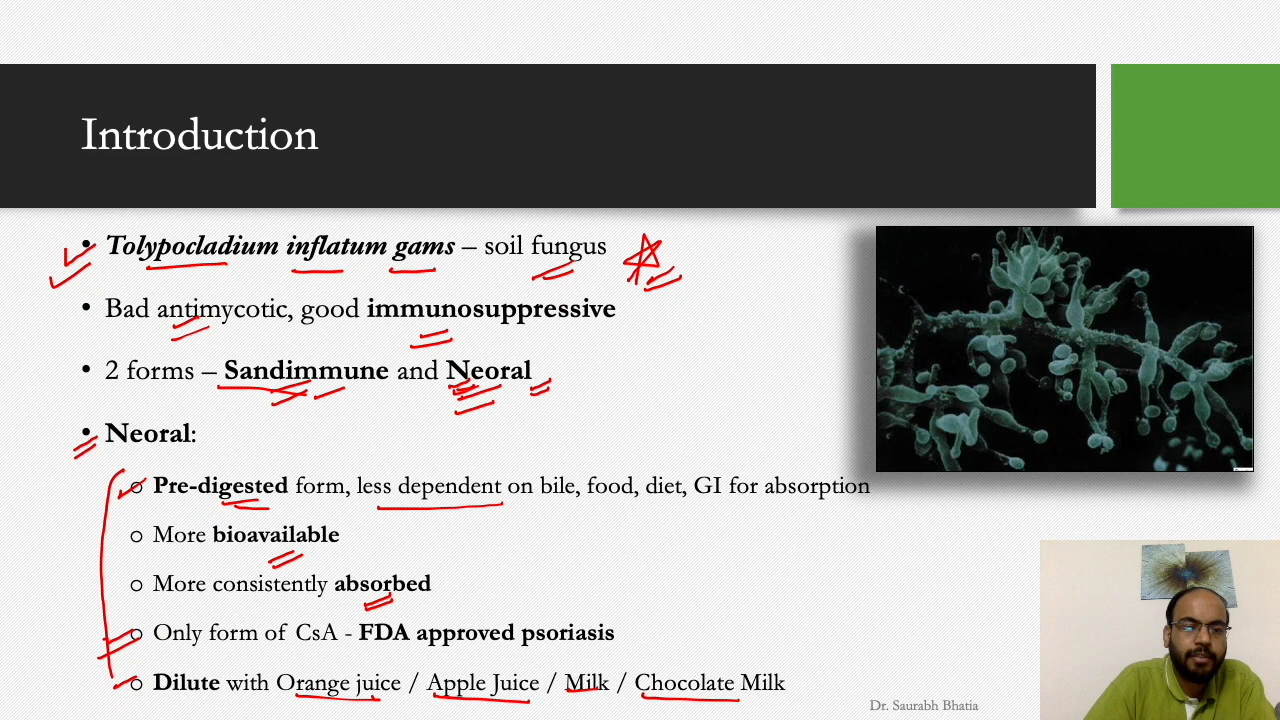 Introduction
• Tolypocladium inflatum gams – soil fungus
• Bad antimycotic, good immunosuppressive
• 2 forms – Sandimmune and Neoral
• Neoral:
o Pre-digested form, less dependent on bile, food, diet, GI for absorption
o More bioavailable
o More consistently absorbed
o Only form of CsA - FDA approved psoriasis
o Dilute with Orange juice / Apple Juice / Milk / Chocolate Milk
Dr. Saurabh Bhatia